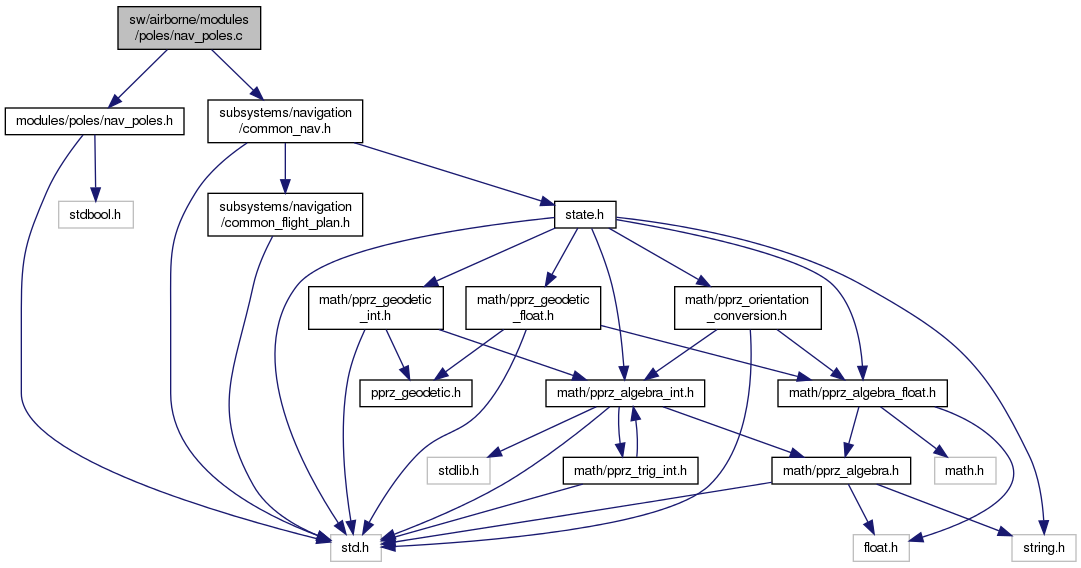 sw/airborne/modules
/poles/nav_poles.c
modules/poles/nav_poles.h
subsystems/navigation
/common_nav.h
stdbool.h
subsystems/navigation
/common_flight_plan.h
state.h
math/pprz_geodetic
_int.h
math/pprz_geodetic
_float.h
math/pprz_orientation
_conversion.h
pprz_geodetic.h
math/pprz_algebra_int.h
math/pprz_algebra_float.h
stdlib.h
math/pprz_trig_int.h
math/pprz_algebra.h
math.h
std.h
float.h
string.h